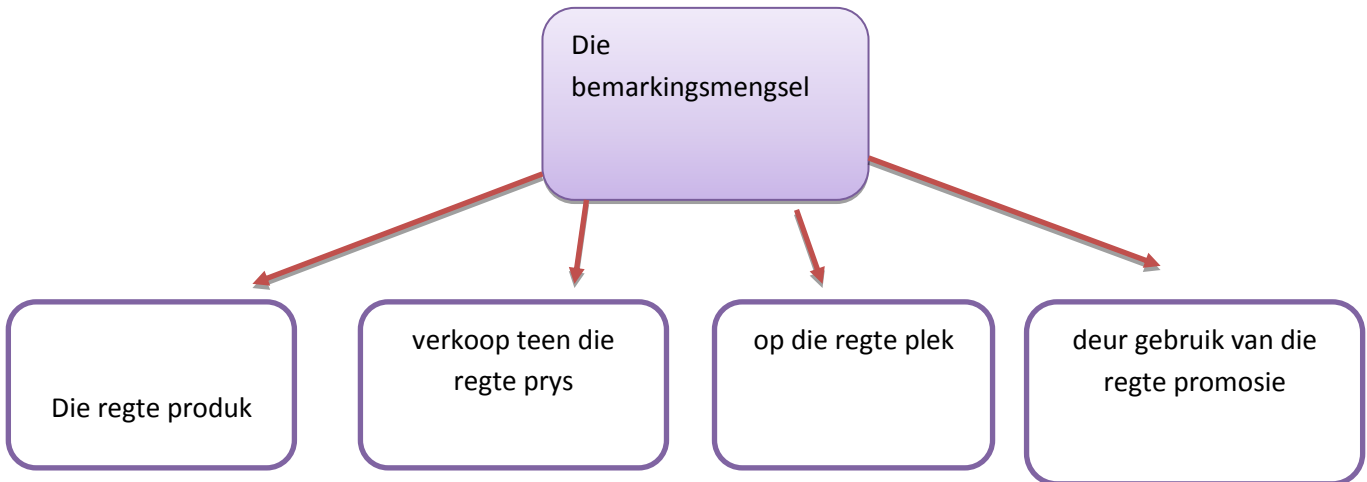 Die
bemarkingsmengsel
Die regte produk
verkoop teen die
regte prys
op die regte plek
deur gebruik van die
regte promosie